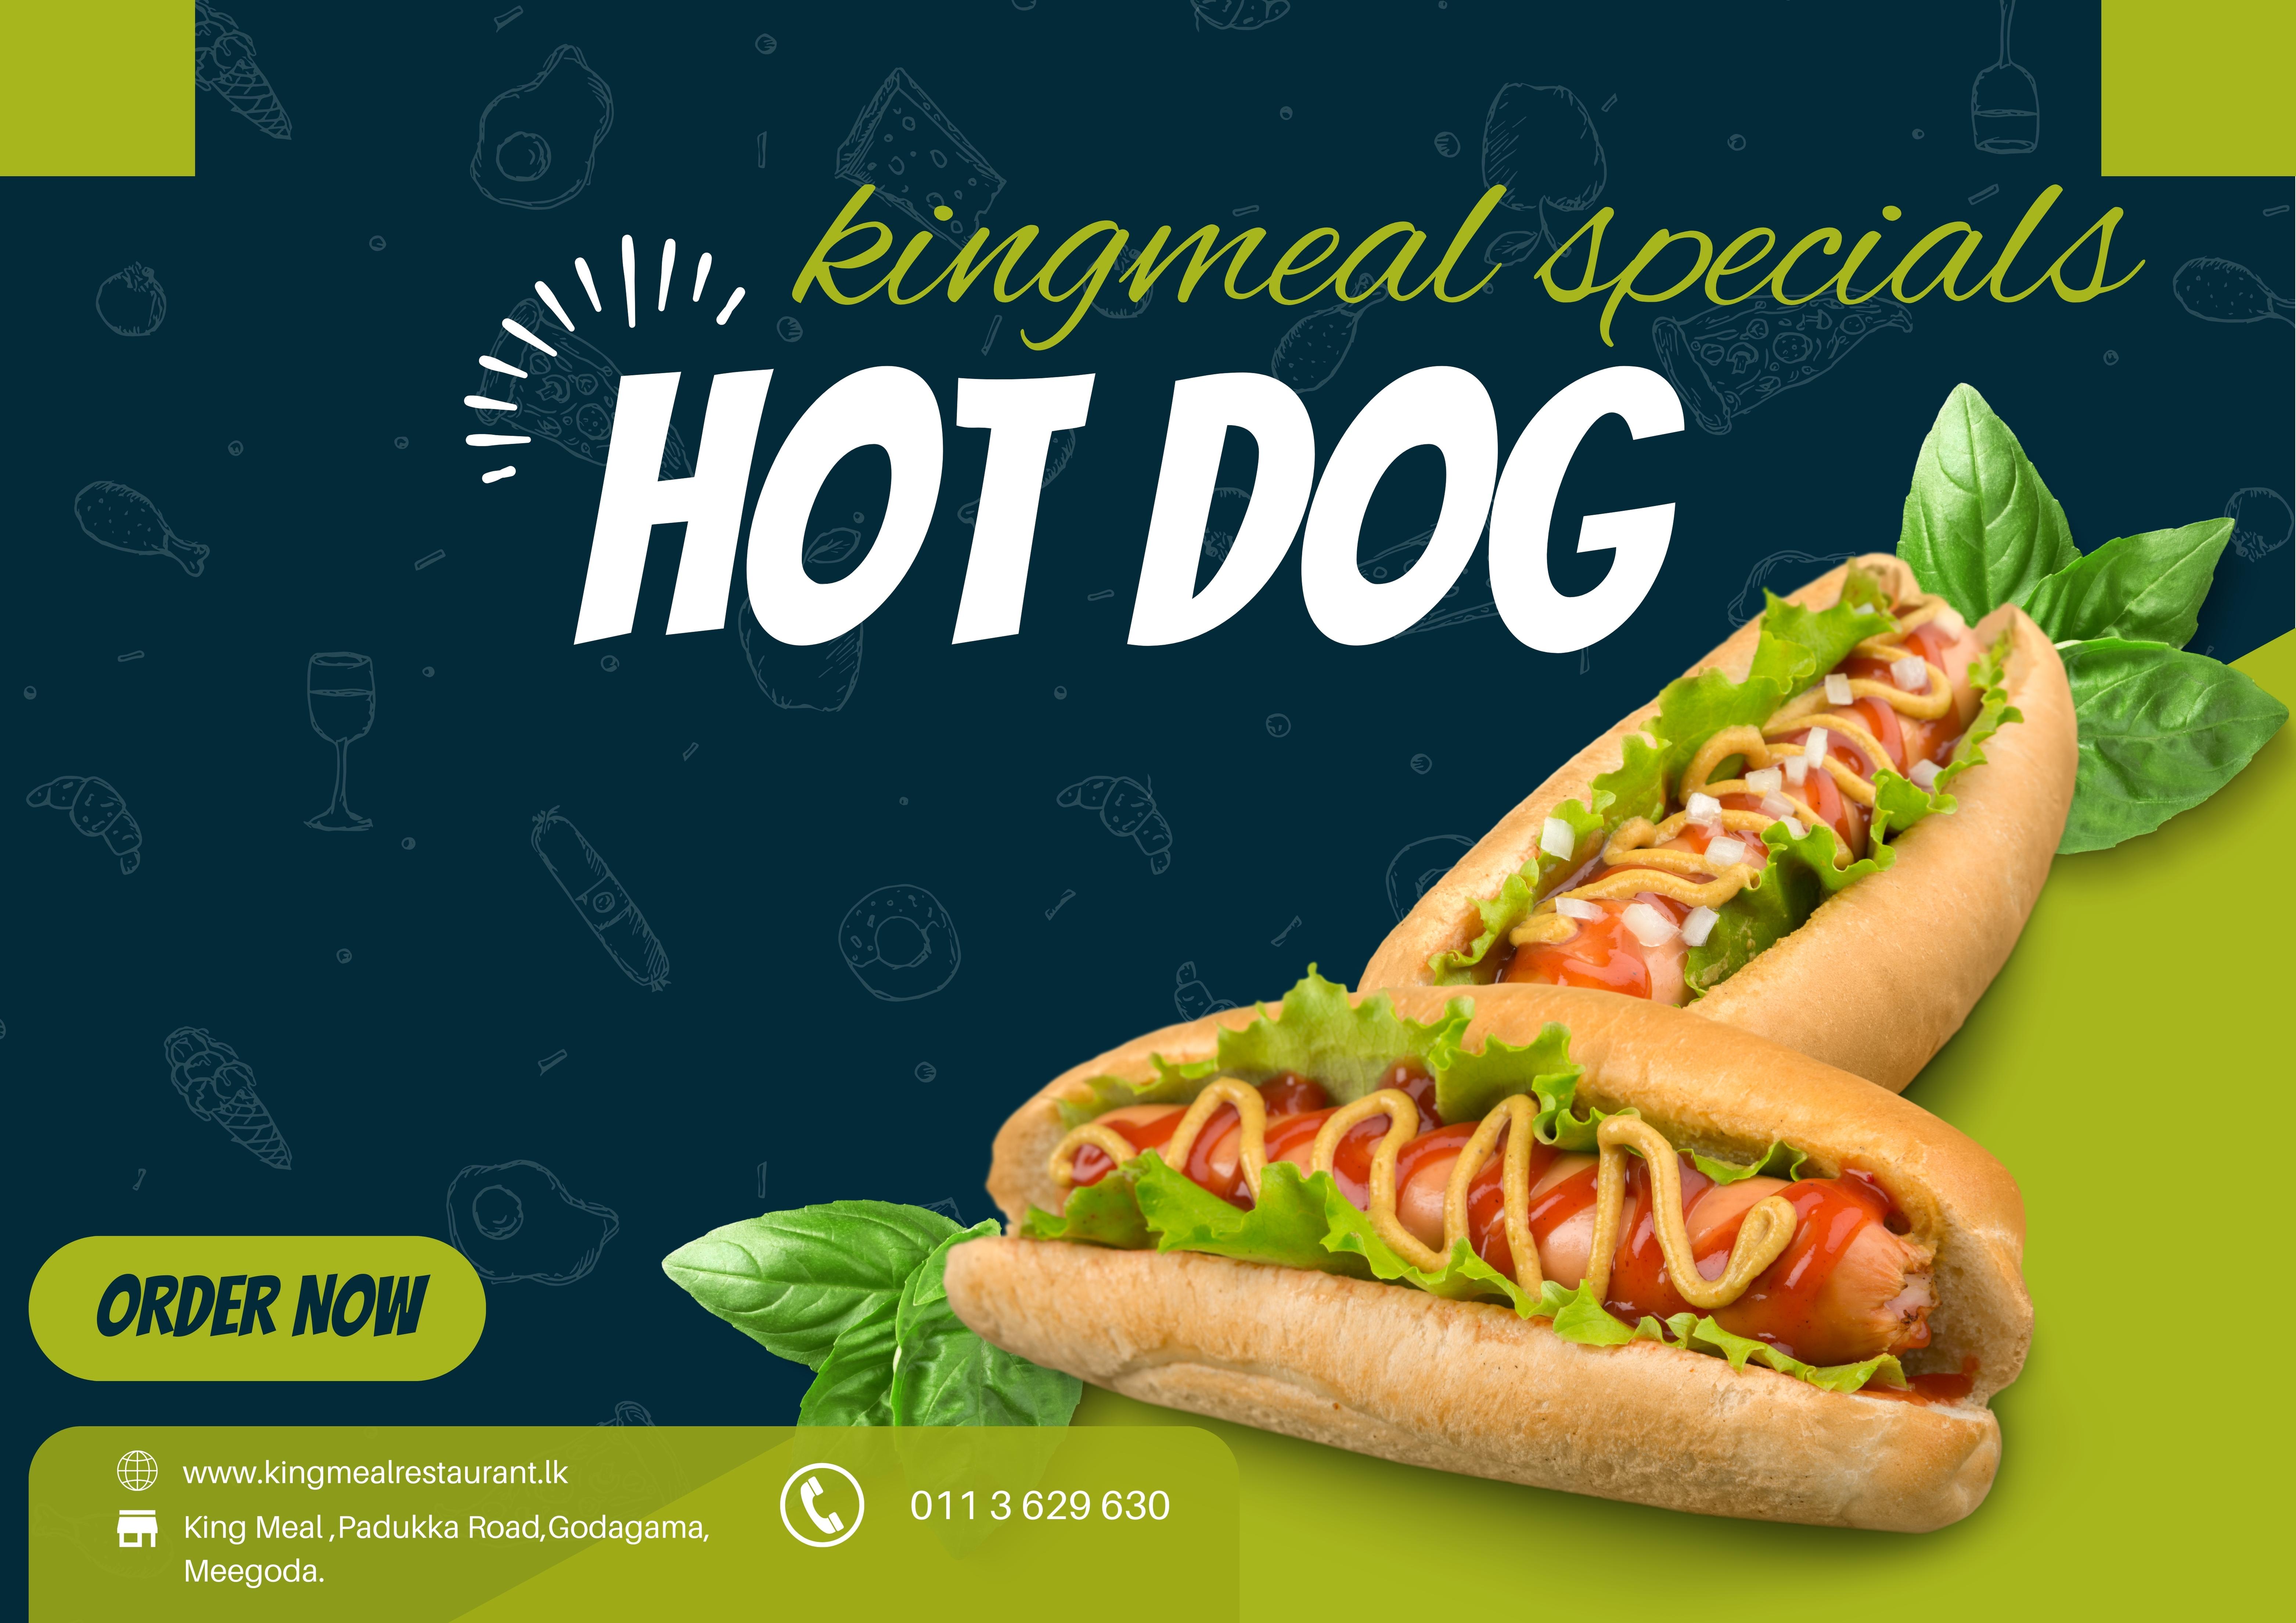 kingmeal specials
HOT DOG
ORDER NOW
www.kingmealrestaurant.lk
King Meal ,Padukka Road,Godagama,
Meegoda.
011 3 629 630